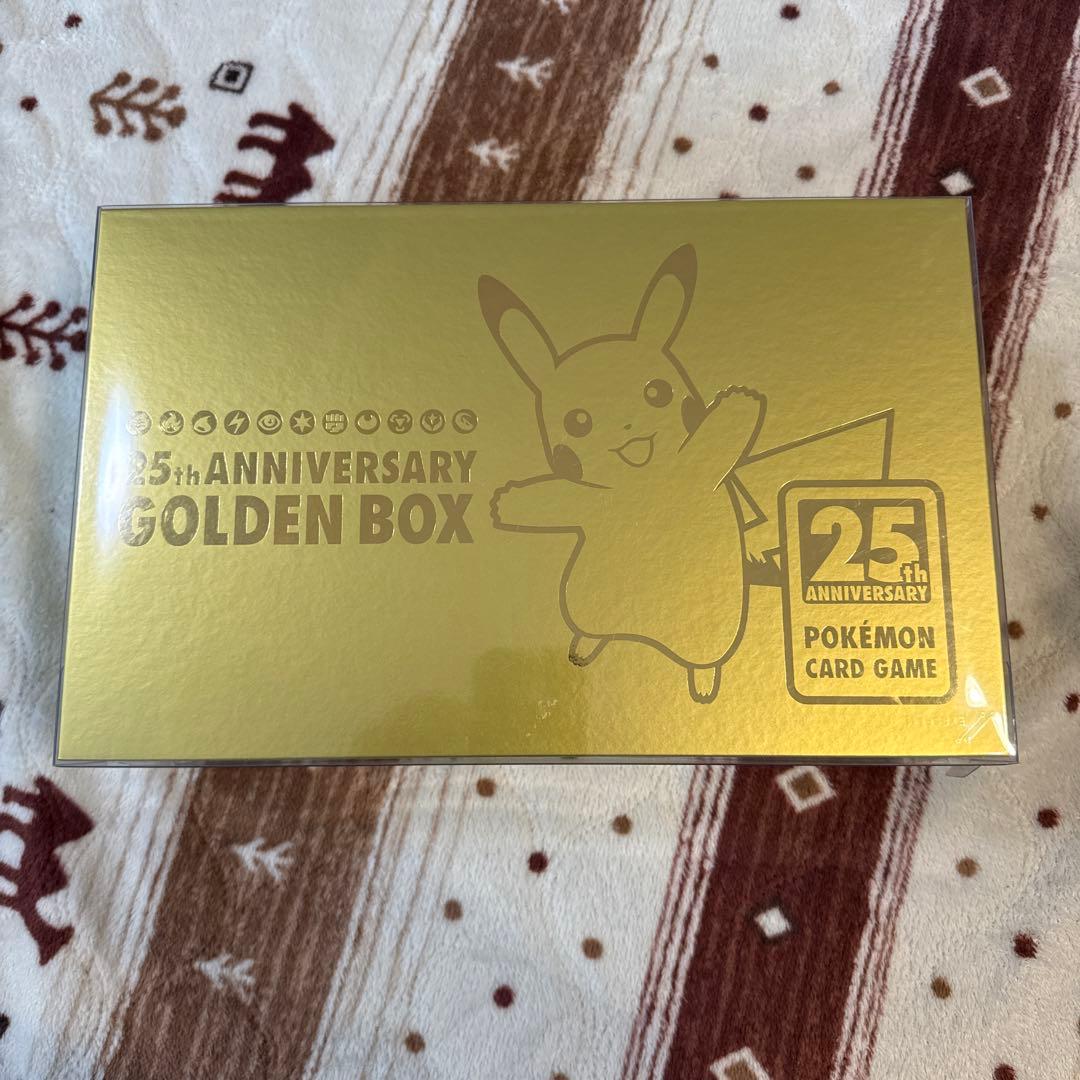 25th ANNIVERSARY
GOLDEN BOX
25th
ANNIVERSARY
POKÉMON
CARD GAME